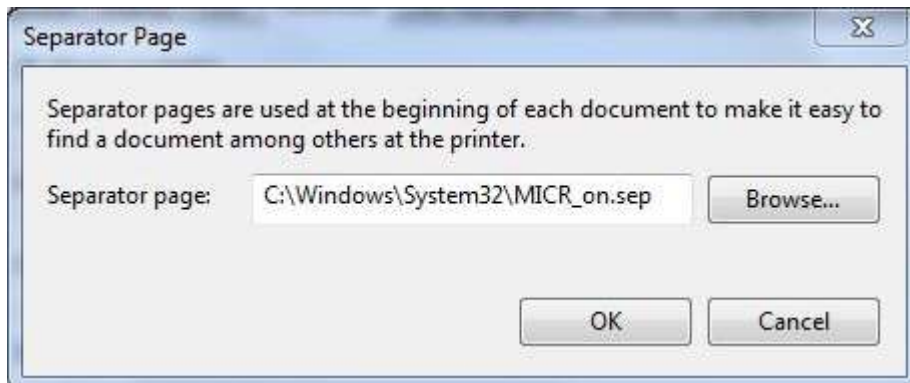 Separator Page
Separator pages are used at the beginning of each document to make it easy to
find a document among others at the printer.
Separator page: C:\Windows\System32\MICR_on.sep Browse...
OK Cancel